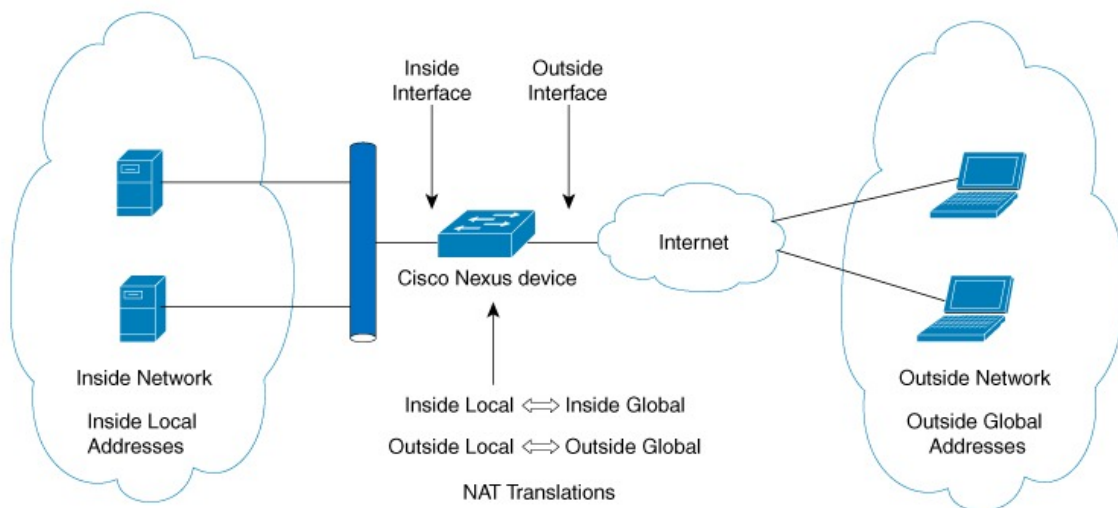 Inside
Interface
Outside
Interface
Internet
Cisco Nexus device
Inside Network
Inside Local
Addresses
Inside Local ⇔ Inside Global
Outside Local ⇔ Outside Global
NAT Translations
Outside Network
Outside Global
Addresses